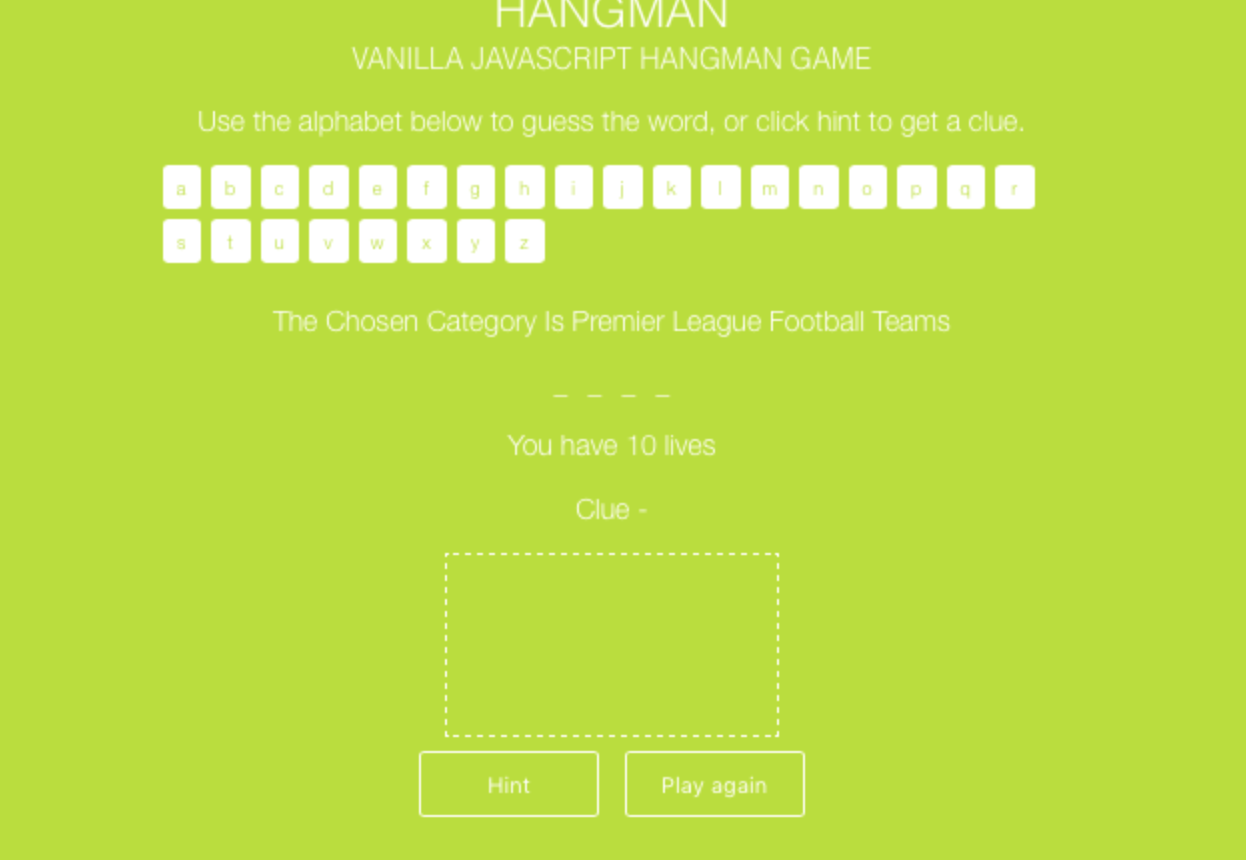 HANGMAN
VANILLA JAVASCRIPT HANGMAN GAME
Use the alphabet below to guess the word, or click hint to get a clue.
a b c d e f g h i j k l m n o p q r
s t u v w x y z
The Chosen Category Is Premier League Football Teams
_ _ _ _
You have 10 lives
Clue -
Hint Play again